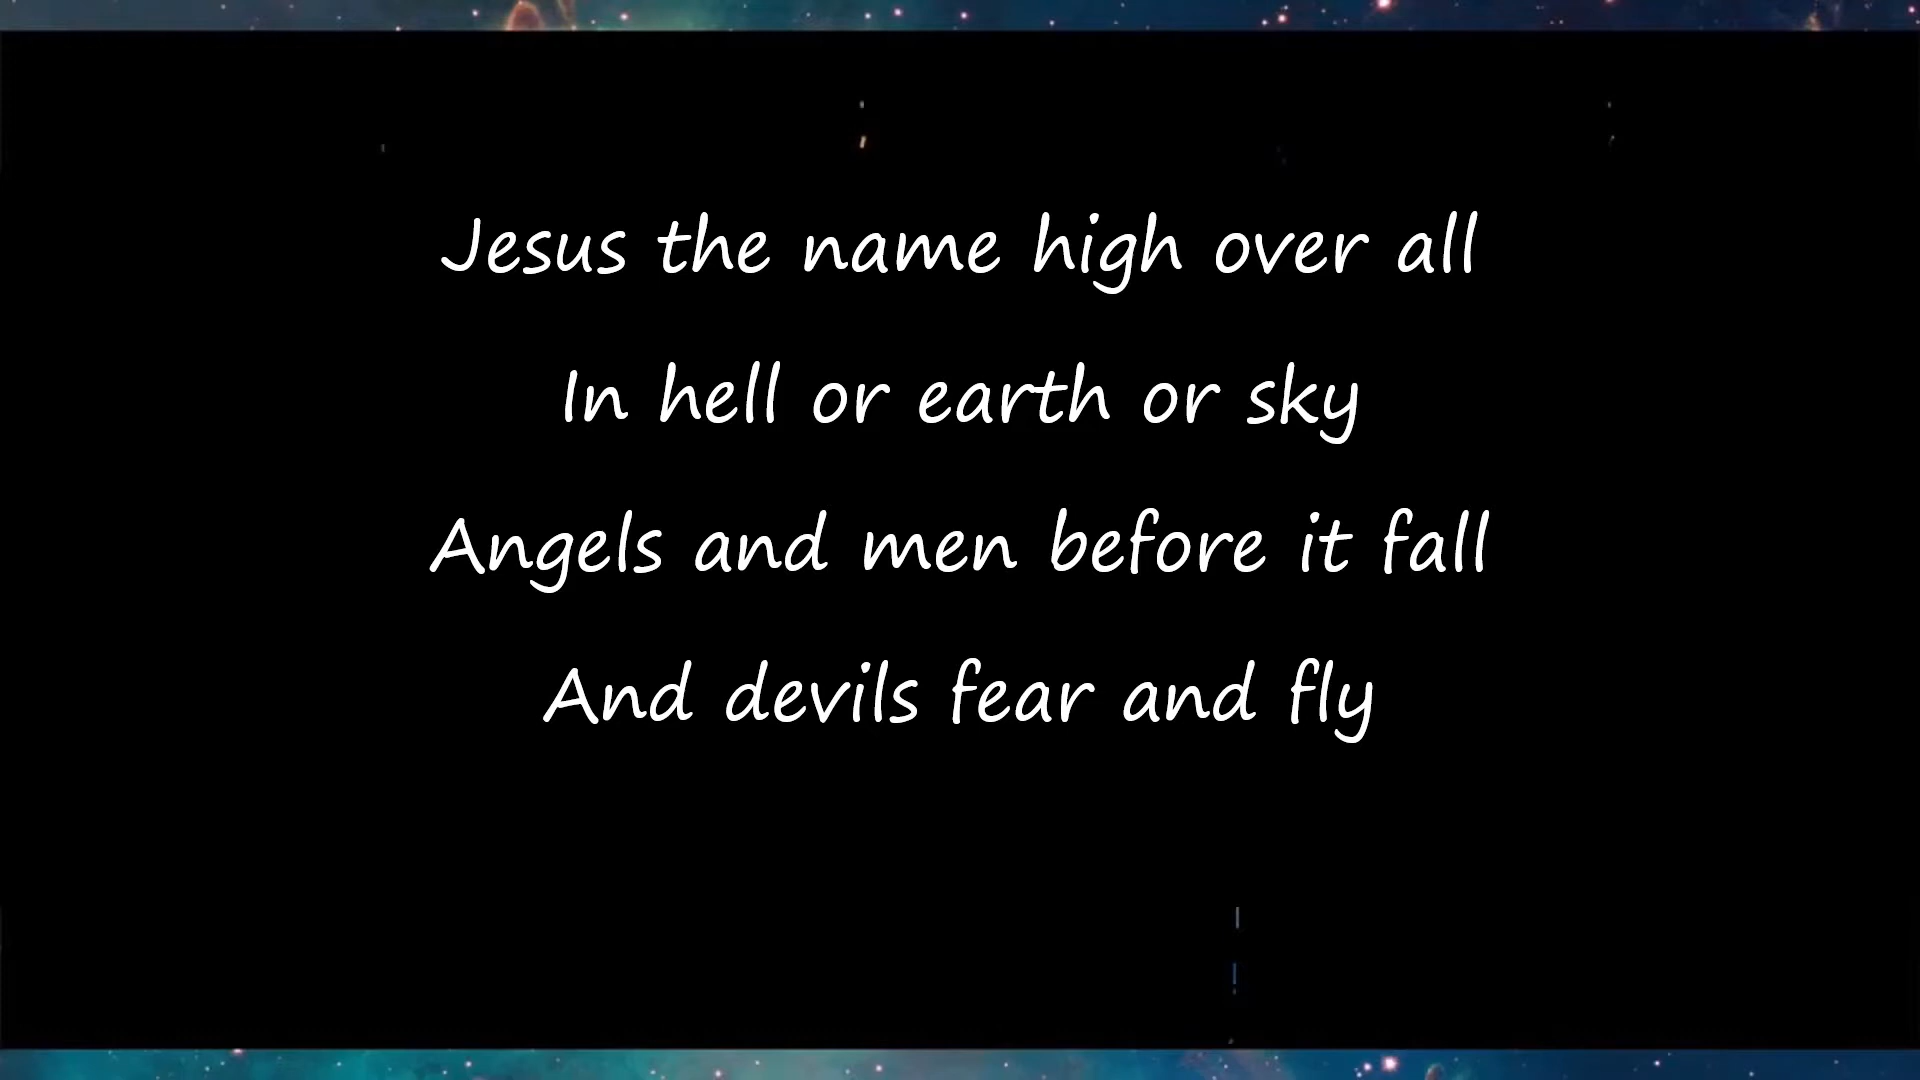 Jesus the name high over all
In hell or earth or sky
Angels and men before it fall
And devils fear and fly